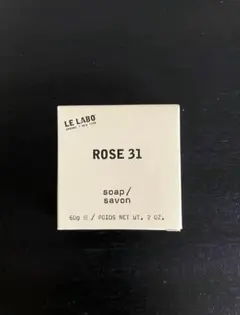 LE LABO
ROSE 31
soap/
savon
60g ℮ / POIDS NET WT. 2 OZ.